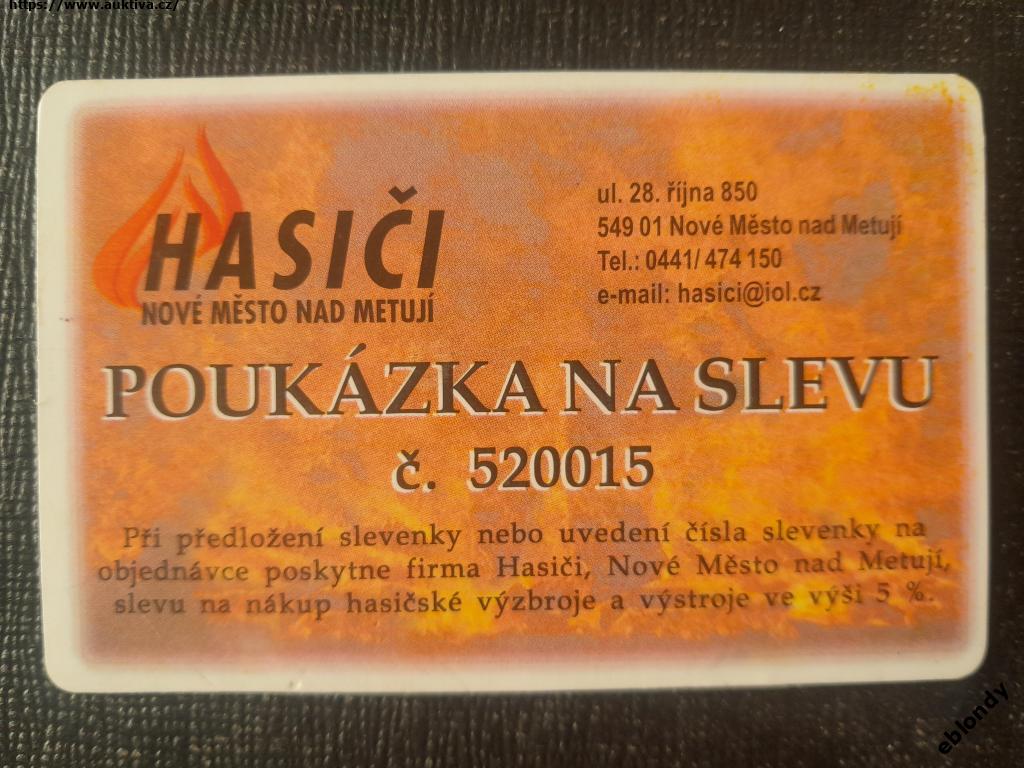 https://www.auktiva.cz/
HASIČI
NOVÉ MĚSTO NAD METUJÍ
ul. 28. října 850
549 01 Nové Město nad Metují
Tel.: 0441/ 474 150
e-mail: hasici@iol.cz
POUKÁZKA NA SLEVU
č. 520015
Při předložení slevenky nebo uvedení čísla slevenky na
objednávce poskytne firma Hasiči, Nové Město nad Metují,
slevu na nákup hasičské výzbroje a výstroje ve výši 5 %.
eblondy